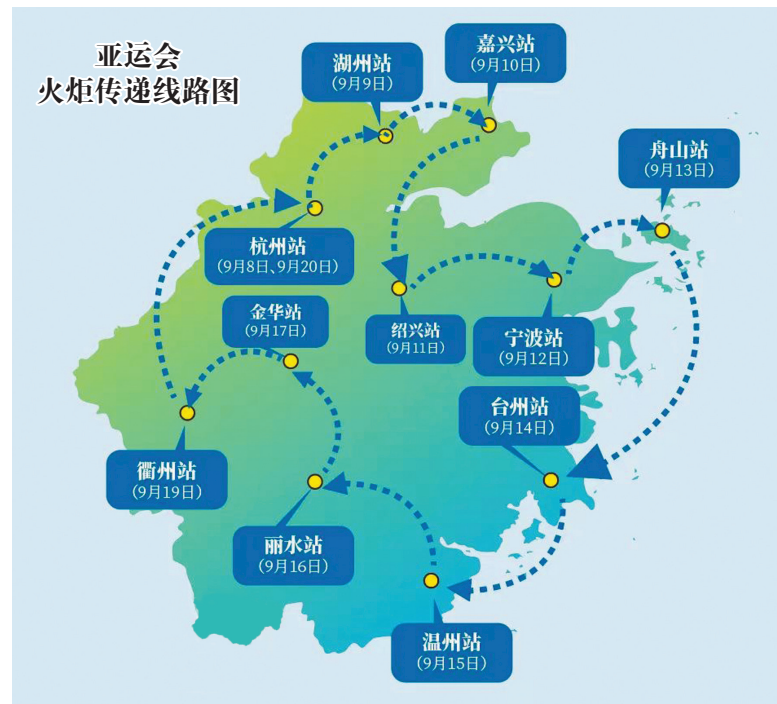 亚运会
火炬传递线路图
湖州站
(9月9日)
嘉兴站
(9月10日)
舟山站
(9月13日)
杭州站
(9月8日、9月20日)
金华站
(9月17日)
绍兴站
(9月11日)
宁波站
(9月12日)
台州站
(9月14日)
衢州站
(9月19日)
丽水站
(9月16日)
温州站
(9月15日)